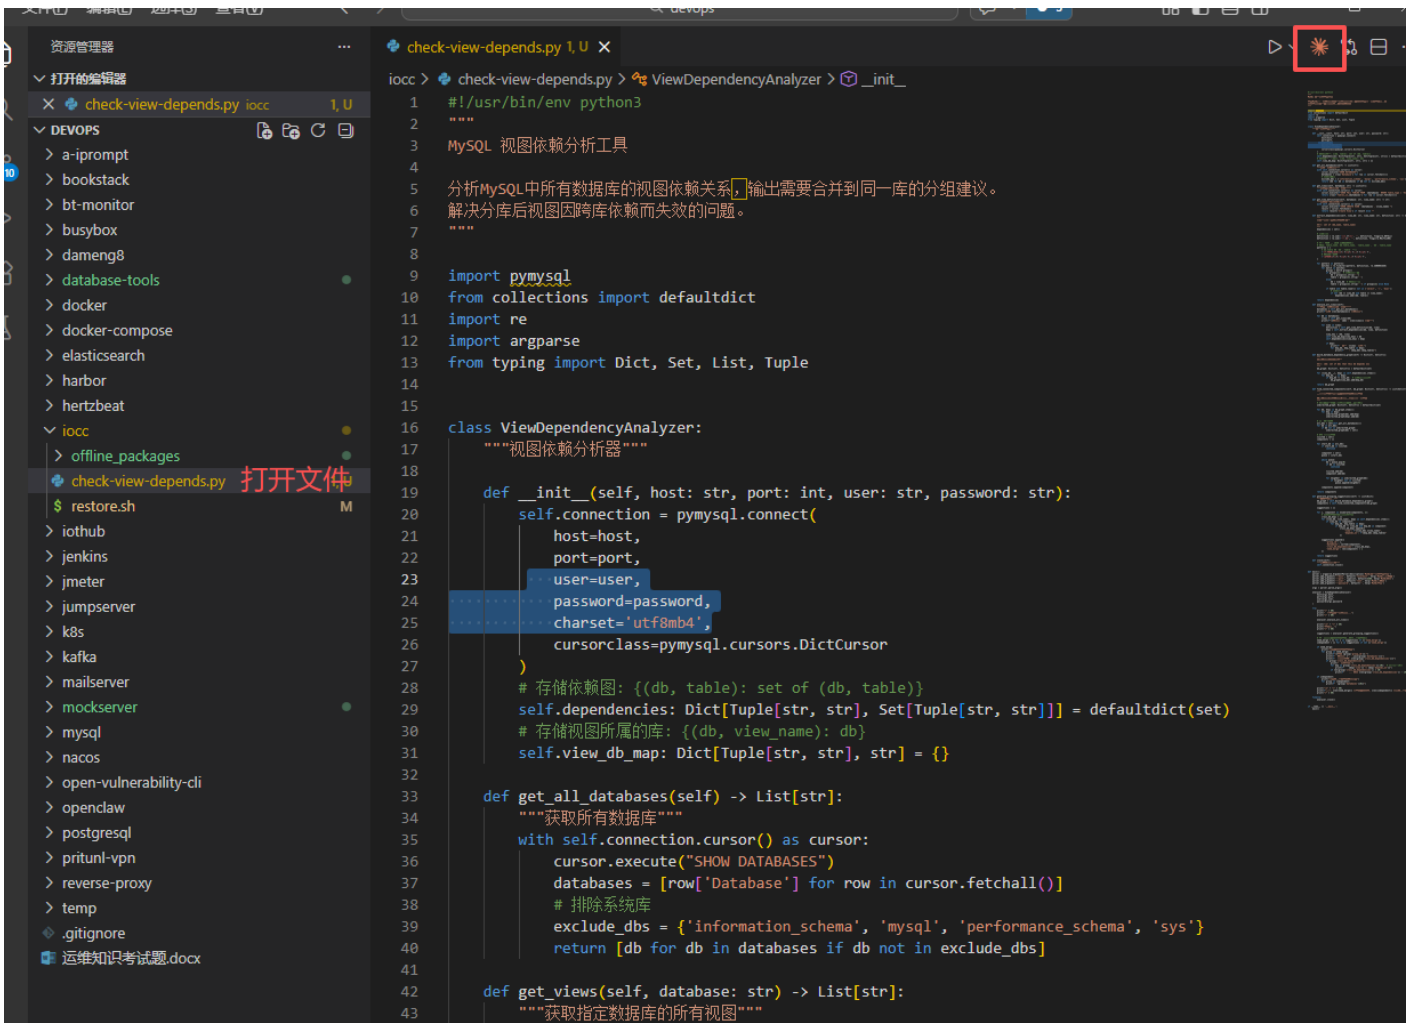 文件(F) 编辑(E) 选择(S) 查看(V)
devops
资源管理器
打开的编辑器
check-view-depends.py iocc 1, U
DEVOPS
a-iprompt
bookstack
bt-monitor
busybox
dameng8
database-tools
docker
docker-compose
elasticsearch
harbor
hertzbeat
iocc
offline_packages
check-view-depends.py 打开文件
restore.sh M
iothub
jenkins
jmeter
jumpserver
k8s
kafka
mailserver
mockserver
mysql
nacos
open-vulnerability-cli
openclaw
postgresql
pritunl-vpn
reverse-proxy
temp
.gitignore
运维知识考试题.docx
10
check-view-depends.py 1, U
iocc > check-view-depends.py > ViewDependencyAnalyzer > __init__
1 #!/usr/bin/env python3
2 """
3 MySQL 视图依赖分析工具
4
5 分析MySQL中所有数据库的视图依赖关系，输出需要合并到同一库的分组建议。
6 解决分库后视图因跨库依赖而失效的问题。
7 """
8
9 import pymysql
10 from collections import defaultdict
11 import re
12 import argparse
13 from typing import Dict, Set, List, Tuple
14
15
16 class ViewDependencyAnalyzer:
17 """视图依赖分析器"""
18
19 def __init__(self, host: str, port: int, user: str, password: str):
20 self.connection = pymysql.connect(
21 host=host,
22 port=port,
23 user=user,
24 password=password,
25 charset='utf8mb4',
26 cursorclass=pymysql.cursors.DictCursor
27 )
28 # 存储依赖图: {(db, table): set of (db, table)}
29 self.dependencies: Dict[Tuple[str, str], Set[Tuple[str, str]]] = defaultdict(set)
30 # 存储视图所属的库: {(db, view_name): db}
31 self.view_db_map: Dict[Tuple[str, str], str] = {}
32
33 def get_all_databases(self) -> List[str]:
34 """获取所有数据库"""
35 with self.connection.cursor() as cursor:
36 cursor.execute("SHOW DATABASES")
37 databases = [row['Database'] for row in cursor.fetchall()]
38 # 排除系统库
39 exclude_dbs = {'information_schema', 'mysql', 'performance_schema', 'sys'}
40 return [db for db in databases if db not in exclude_dbs]
41
42 def get_views(self, database: str) -> List[str]:
43 """获取指定数据库的所有视图"""